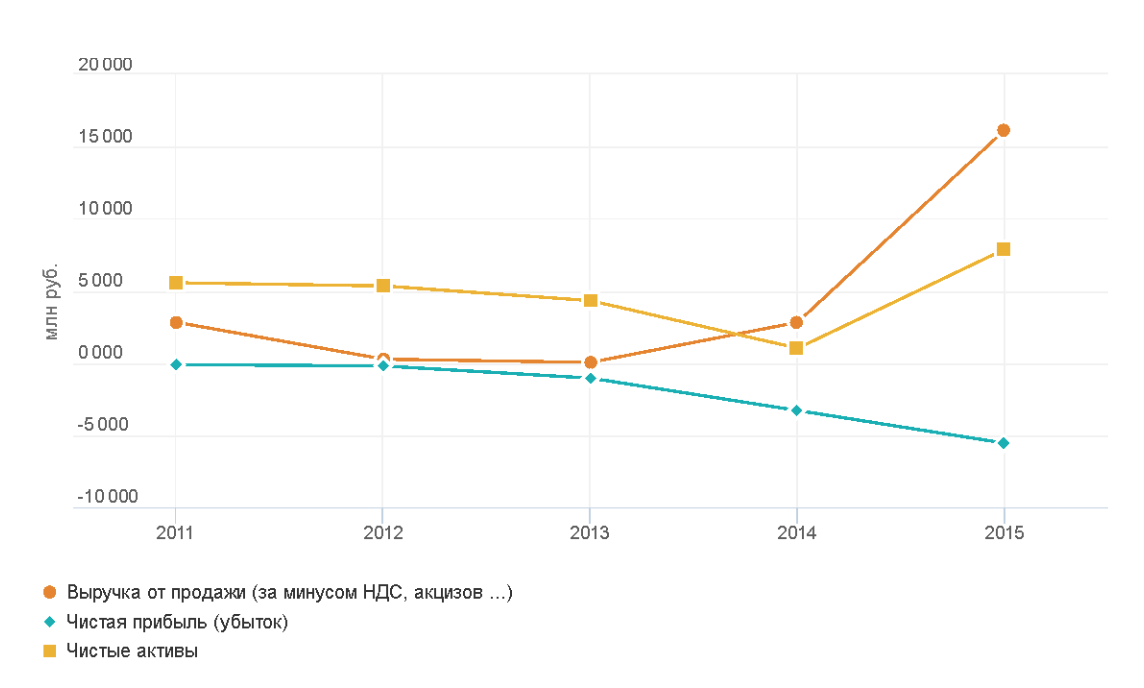 20 000
15 000
10 000
5 000
0 000
-5 000
-10 000
млн руб.
2011 2012 2013 2014 2015
Выручка от продажи (за минусом НДС, акцизов ...)
Чистая прибыль (убыток)
Чистые активы